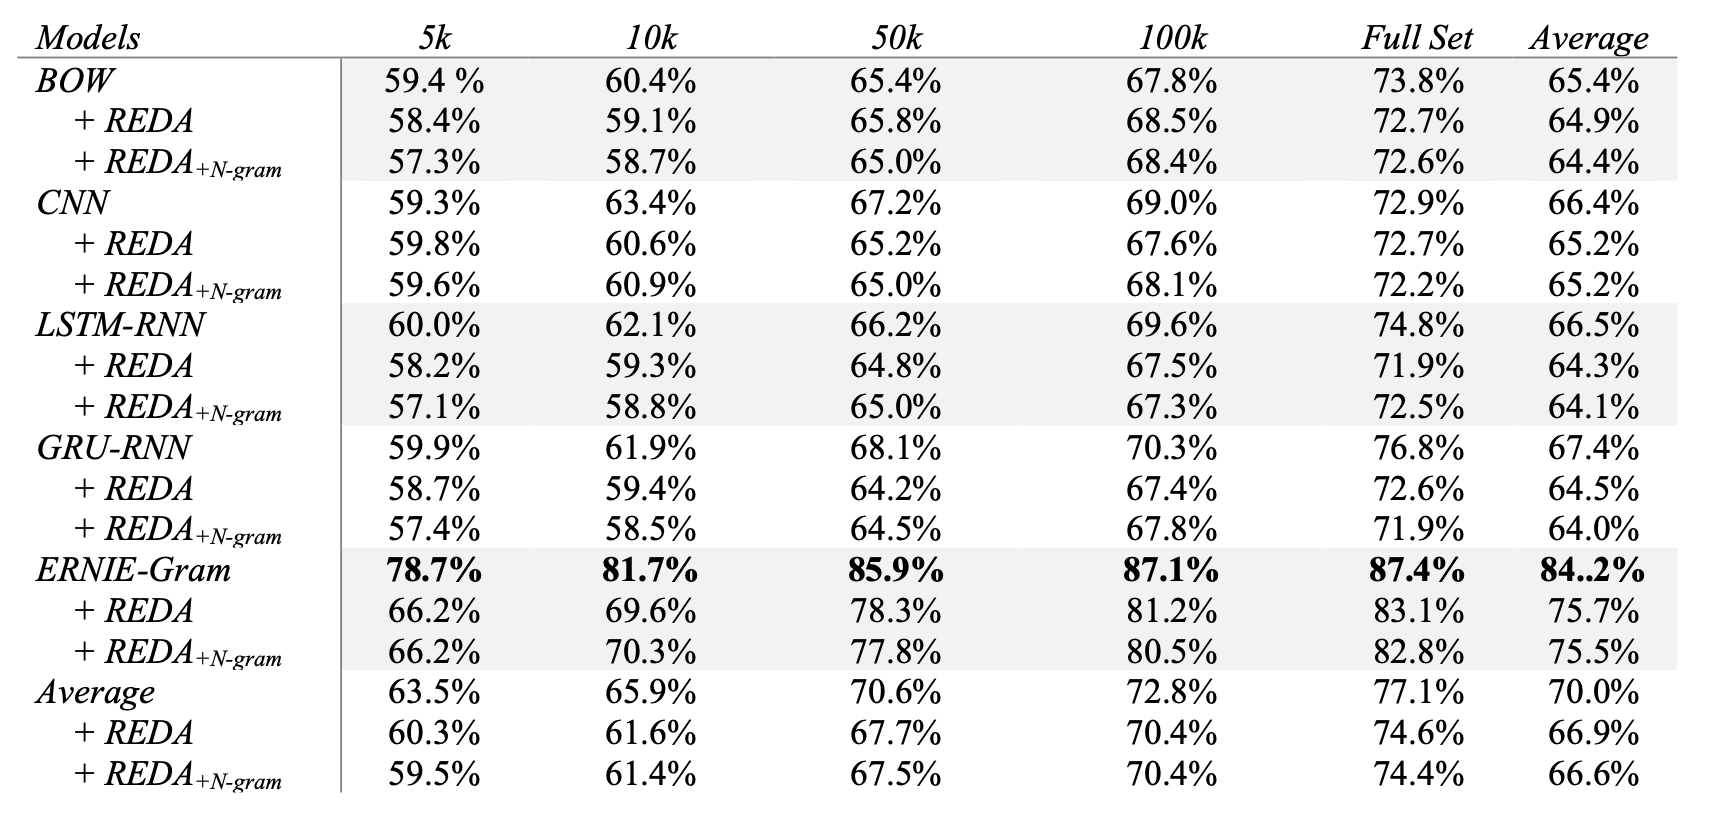 Models 5k 10k 50k 100k Full Set Average
BOW 59.4 % 60.4% 65.4% 67.8% 73.8% 65.4%
+ REDA 58.4% 59.1% 65.8% 68.5% 72.7% 64.9%
+ REDA+N-gram 57.3% 58.7% 65.0% 68.4% 72.6% 64.4%
CNN 59.3% 63.4% 67.2% 69.0% 72.9% 66.4%
+ REDA 59.8% 60.6% 65.2% 67.6% 72.7% 65.2%
+ REDA+N-gram 59.6% 60.9% 65.0% 68.1% 72.2% 65.2%
LSTM-RNN 60.0% 62.1% 66.2% 69.6% 74.8% 66.5%
+ REDA 58.2% 59.3% 64.8% 67.5% 71.9% 64.3%
+ REDA+N-gram 57.1% 58.8% 65.0% 67.3% 72.5% 64.1%
GRU-RNN 59.9% 61.9% 68.1% 70.3% 76.8% 67.4%
+ REDA 58.7% 59.4% 64.2% 67.4% 72.6% 64.5%
+ REDA+N-gram 57.4% 58.5% 64.5% 67.8% 71.9% 64.0%
ERNIE-Gram 78.7% 81.7% 85.9% 87.1% 87.4% 84..2%
+ REDA 66.2% 69.6% 78.3% 81.2% 83.1% 75.7%
+ REDA+N-gram 66.2% 70.3% 77.8% 80.5% 82.8% 75.5%
Average 63.5% 65.9% 70.6% 72.8% 77.1% 70.0%
+ REDA 60.3% 61.6% 67.7% 70.4% 74.6% 66.9%
+ REDA+N-gram 59.5% 61.4% 67.5% 70.4% 74.4% 66.6%